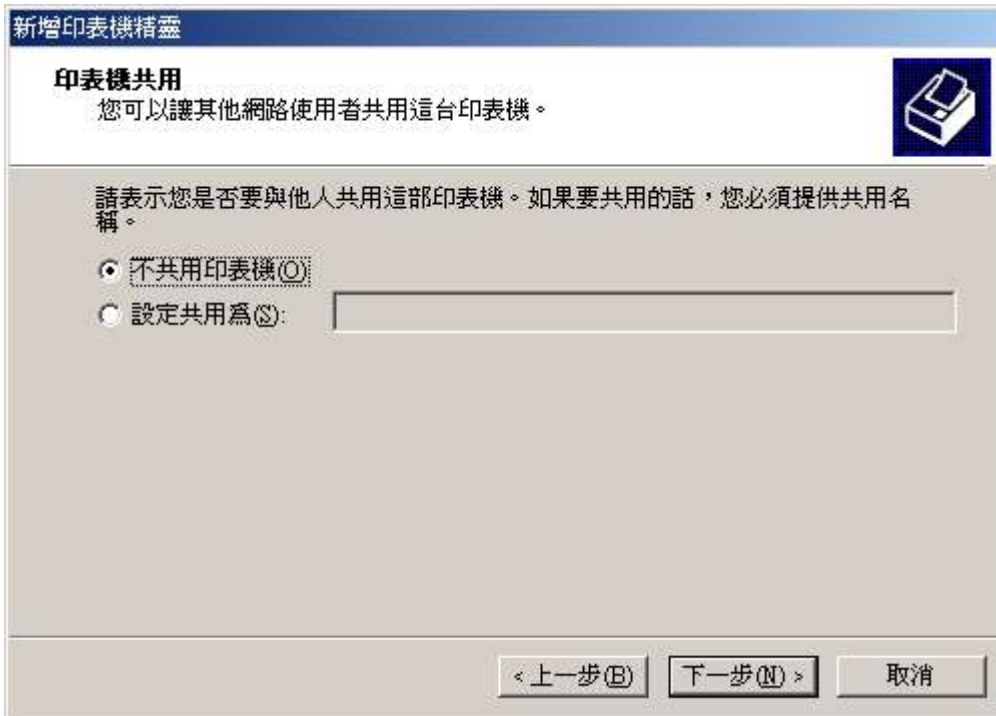 新增印表機精靈
印表機共用
您可以讓其他網路使用者共用這台印表機。
請表示您是否要與他人共用這部印表機。如果要共用的話，您必須提供共用名
稱。
不共用印表機(O)
設定共用為(S):
<上一步(B) 下一步(N)> 取消